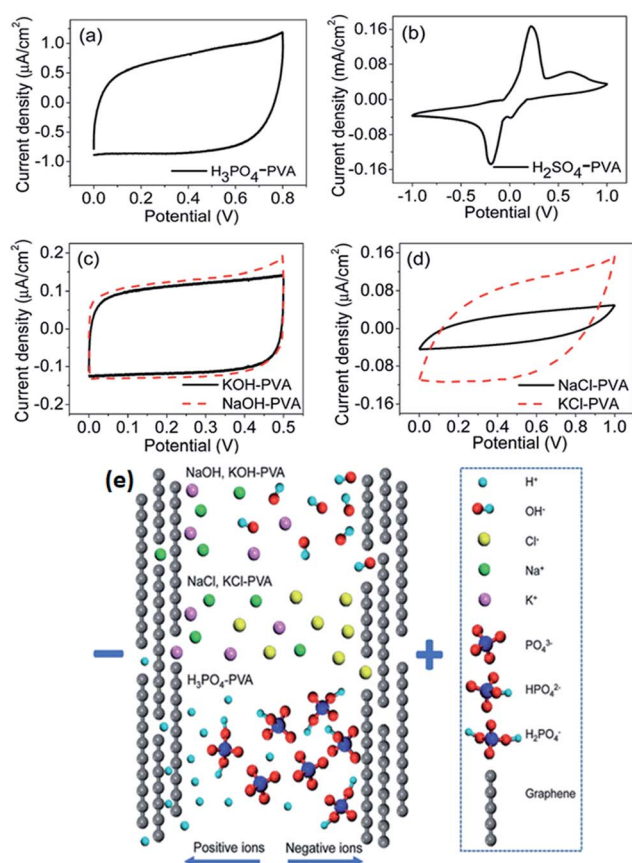 (a)
Current density (μA/cm²)
1.0
0.5
0.0
-0.5
-1.0
H₃PO₄-PVA
0.0 0.2 0.4 0.6 0.8
Potential (V)
(b)
Current density (mA/cm²)
0.16
0.08
0.00
-0.08
-0.16
H₂SO₄-PVA
-1.0 -0.5 0.0 0.5 1.0
Potential (V)
(c)
Current density (μA/cm²)
0.2
0.1
0.0
-0.1
-0.2
KOH-PVA
NaOH-PVA
0.0 0.1 0.2 0.3 0.4 0.5
Potential (V)
(d)
Current density (μA/cm²)
0.16
0.08
0.00
-0.08
-0.16
NaCl-PVA
KCl-PVA
0.0 0.2 0.4 0.6 0.8 1.0
Potential (V)
(e)
NaOH, KOH-PVA
NaCl, KCl-PVA
H₃PO₄-PVA
Positive ions
Negative ions
H⁺
OH⁻
Cl⁻
Na⁺
K⁺
PO₄³⁻
HPO₄²⁻
H₂PO₄⁻
Graphene